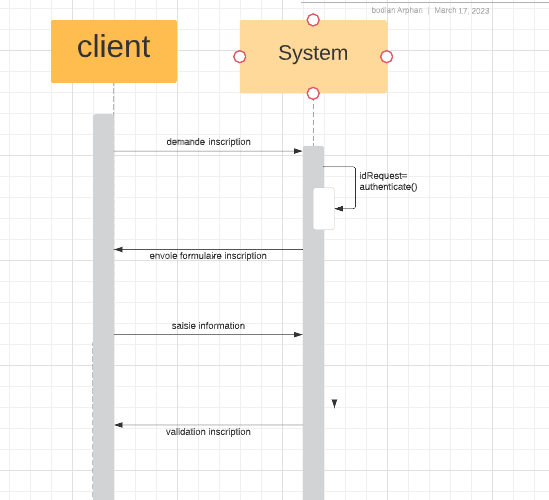 bodian Arphan | March 17, 2023
client
System
demande inscription
idRequest=
authenticate()
envoie formulaire inscription
saisie information
validation inscription